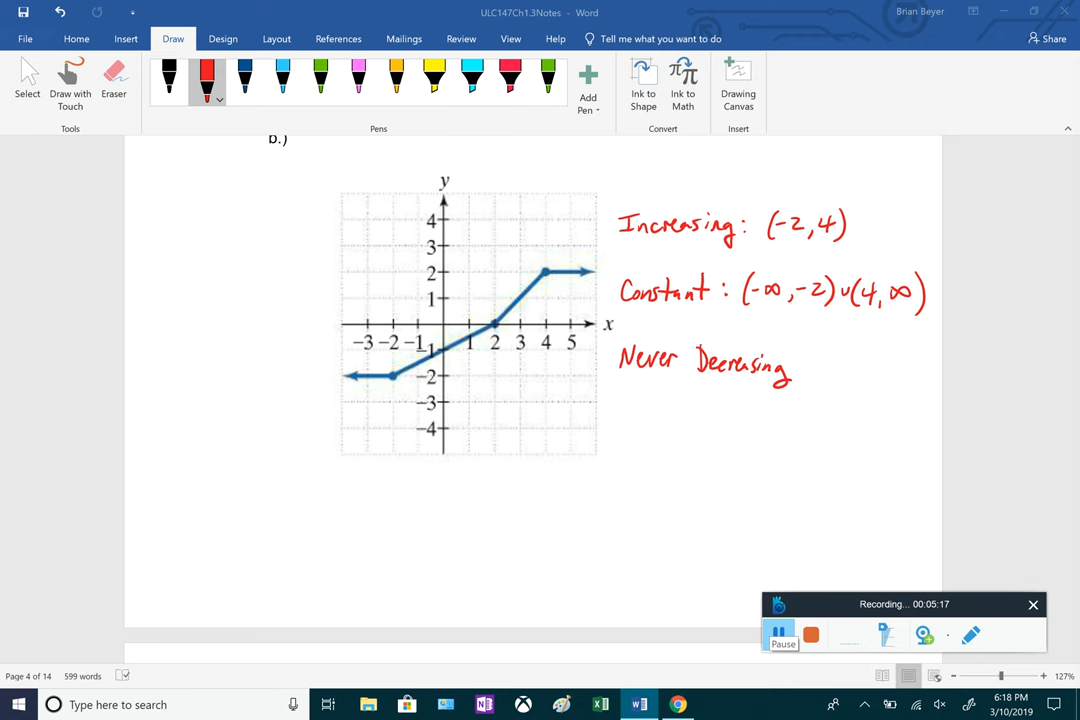 ULC147Ch1.3Notes - Word
Brian Beyer
File Home Insert Draw Design Layout References Mailings Review View Help Tell me what you want to do Share
Select Draw with Touch Eraser Add Pen Ink to Shape Ink to Math Drawing Canvas
Tools Pens Convert Insert
b.)
y
4
3
2
1
-3 -2 -1 1 2 3 4 5 x
-1
-2
-3
-4
Increasing: (-2,4)
Constant: (-∞,-2)∪(4,∞)
Never Decreasing
Recording... 00:05:17
Pause
Page 4 of 14 599 words 127%
Type here to search
6:18 PM
3/10/2019